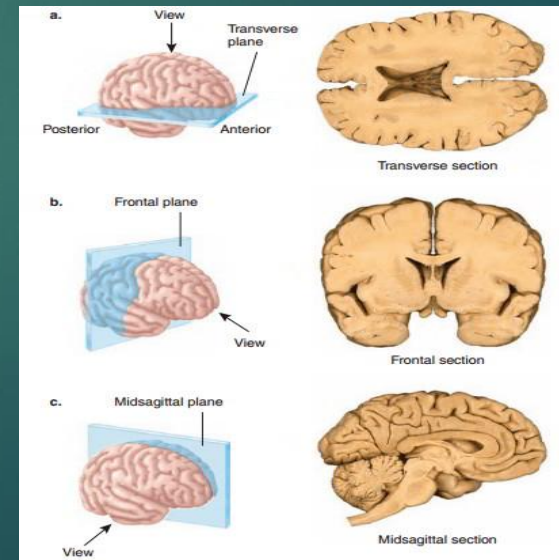 a.
View
Transverse
plane
Posterior
Anterior
Transverse section
b.
Frontal plane
View
Frontal section
c.
Midsagittal plane
View
Midsagittal section